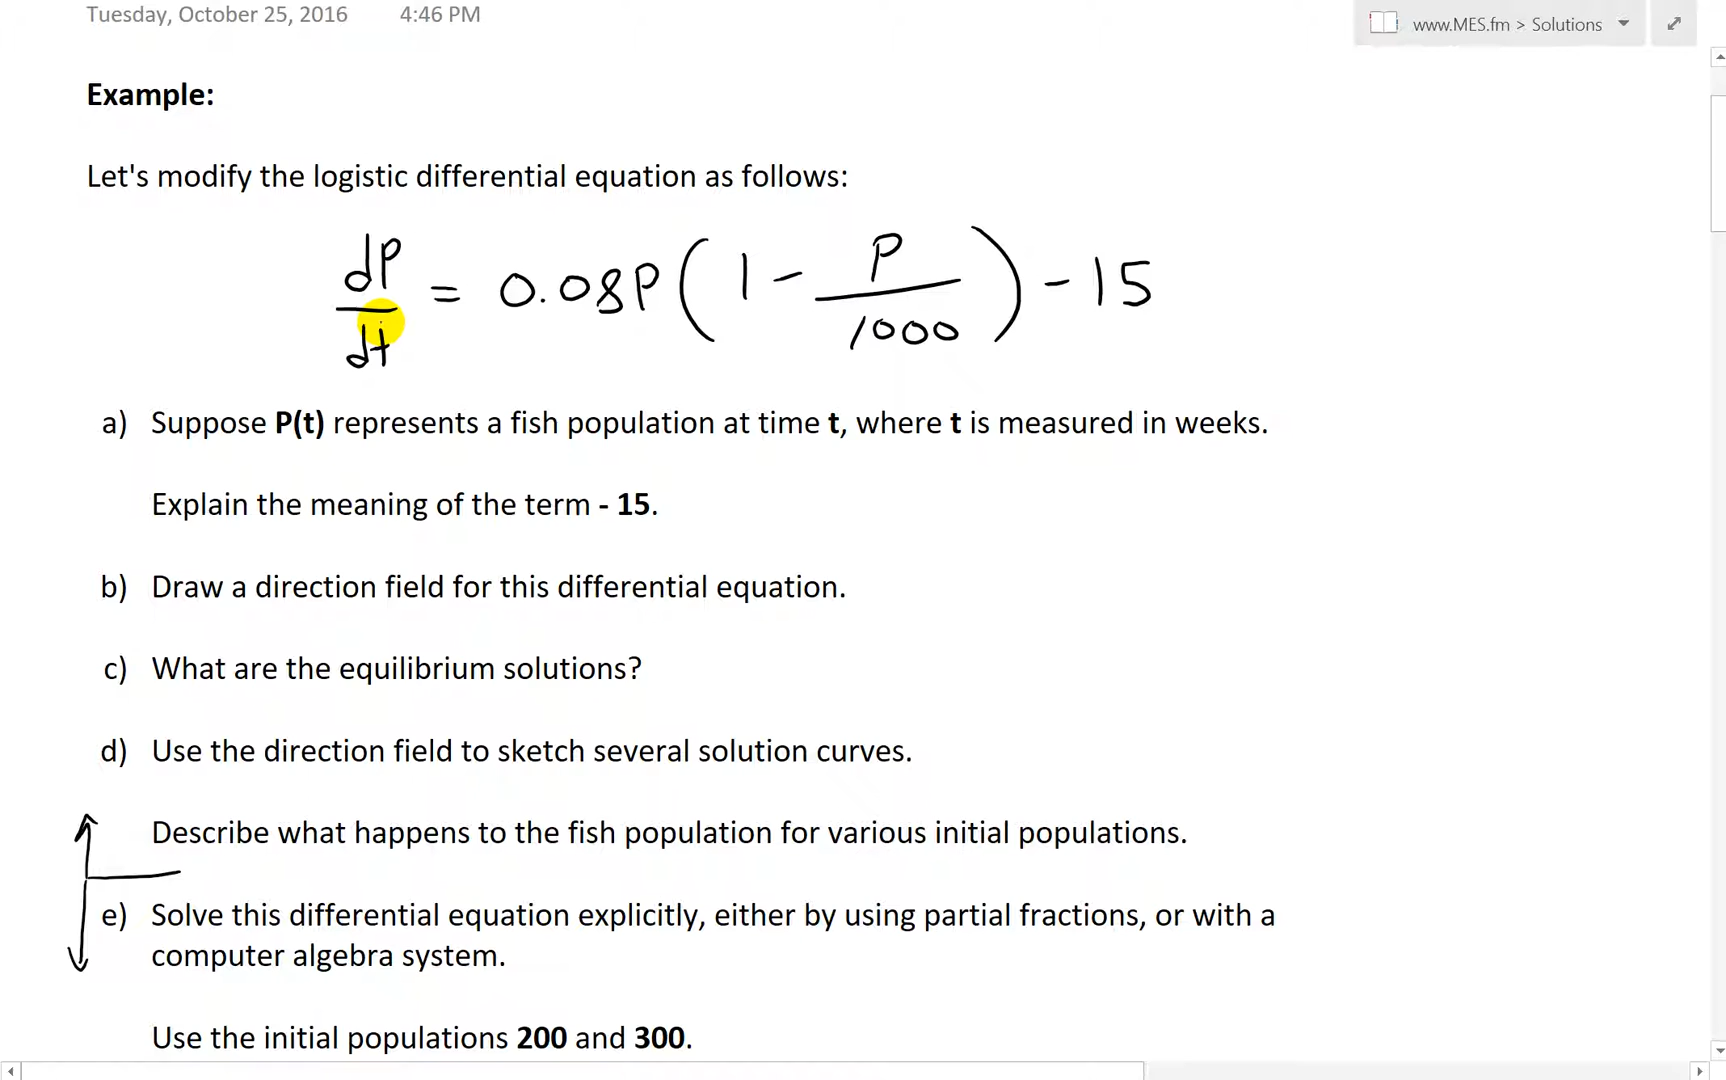 Tuesday, October 25, 2016 4:46 PM
www.MES.fm > Solutions
Example:
Let's modify the logistic differential equation as follows:
dP/dt = 0.08P(1 - P/1000) - 15
a) Suppose P(t) represents a fish population at time t, where t is measured in weeks.
Explain the meaning of the term - 15.
b) Draw a direction field for this differential equation.
c) What are the equilibrium solutions?
d) Use the direction field to sketch several solution curves.
Describe what happens to the fish population for various initial populations.
e) Solve this differential equation explicitly, either by using partial fractions, or with a
computer algebra system.
Use the initial populations 200 and 300.